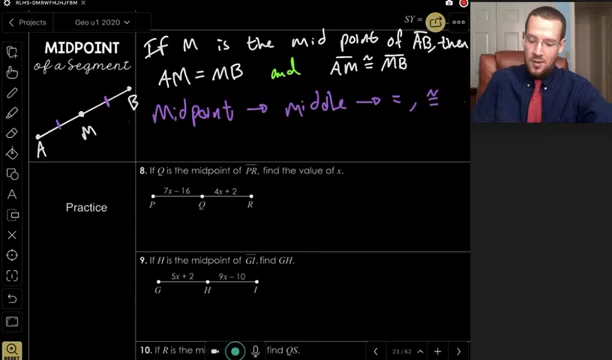 RLHS-DMRWFHJHJFBM
Geo u1 2020
SY =
Projects
MIDPOINT
of a Segment
If M is the mid point of AB, then
AM = MB and AM ≅ MB
Midpoint → middle → =, ≅
A M B
Practice
8. If Q is the midpoint of PR, find the value of x.
7x – 16 4x + 2
P Q R
9. If H is the midpoint of GI, find GH.
5x + 2 9x – 10
G H I
10. If R is the mi find QS.
23 / 62
RESET